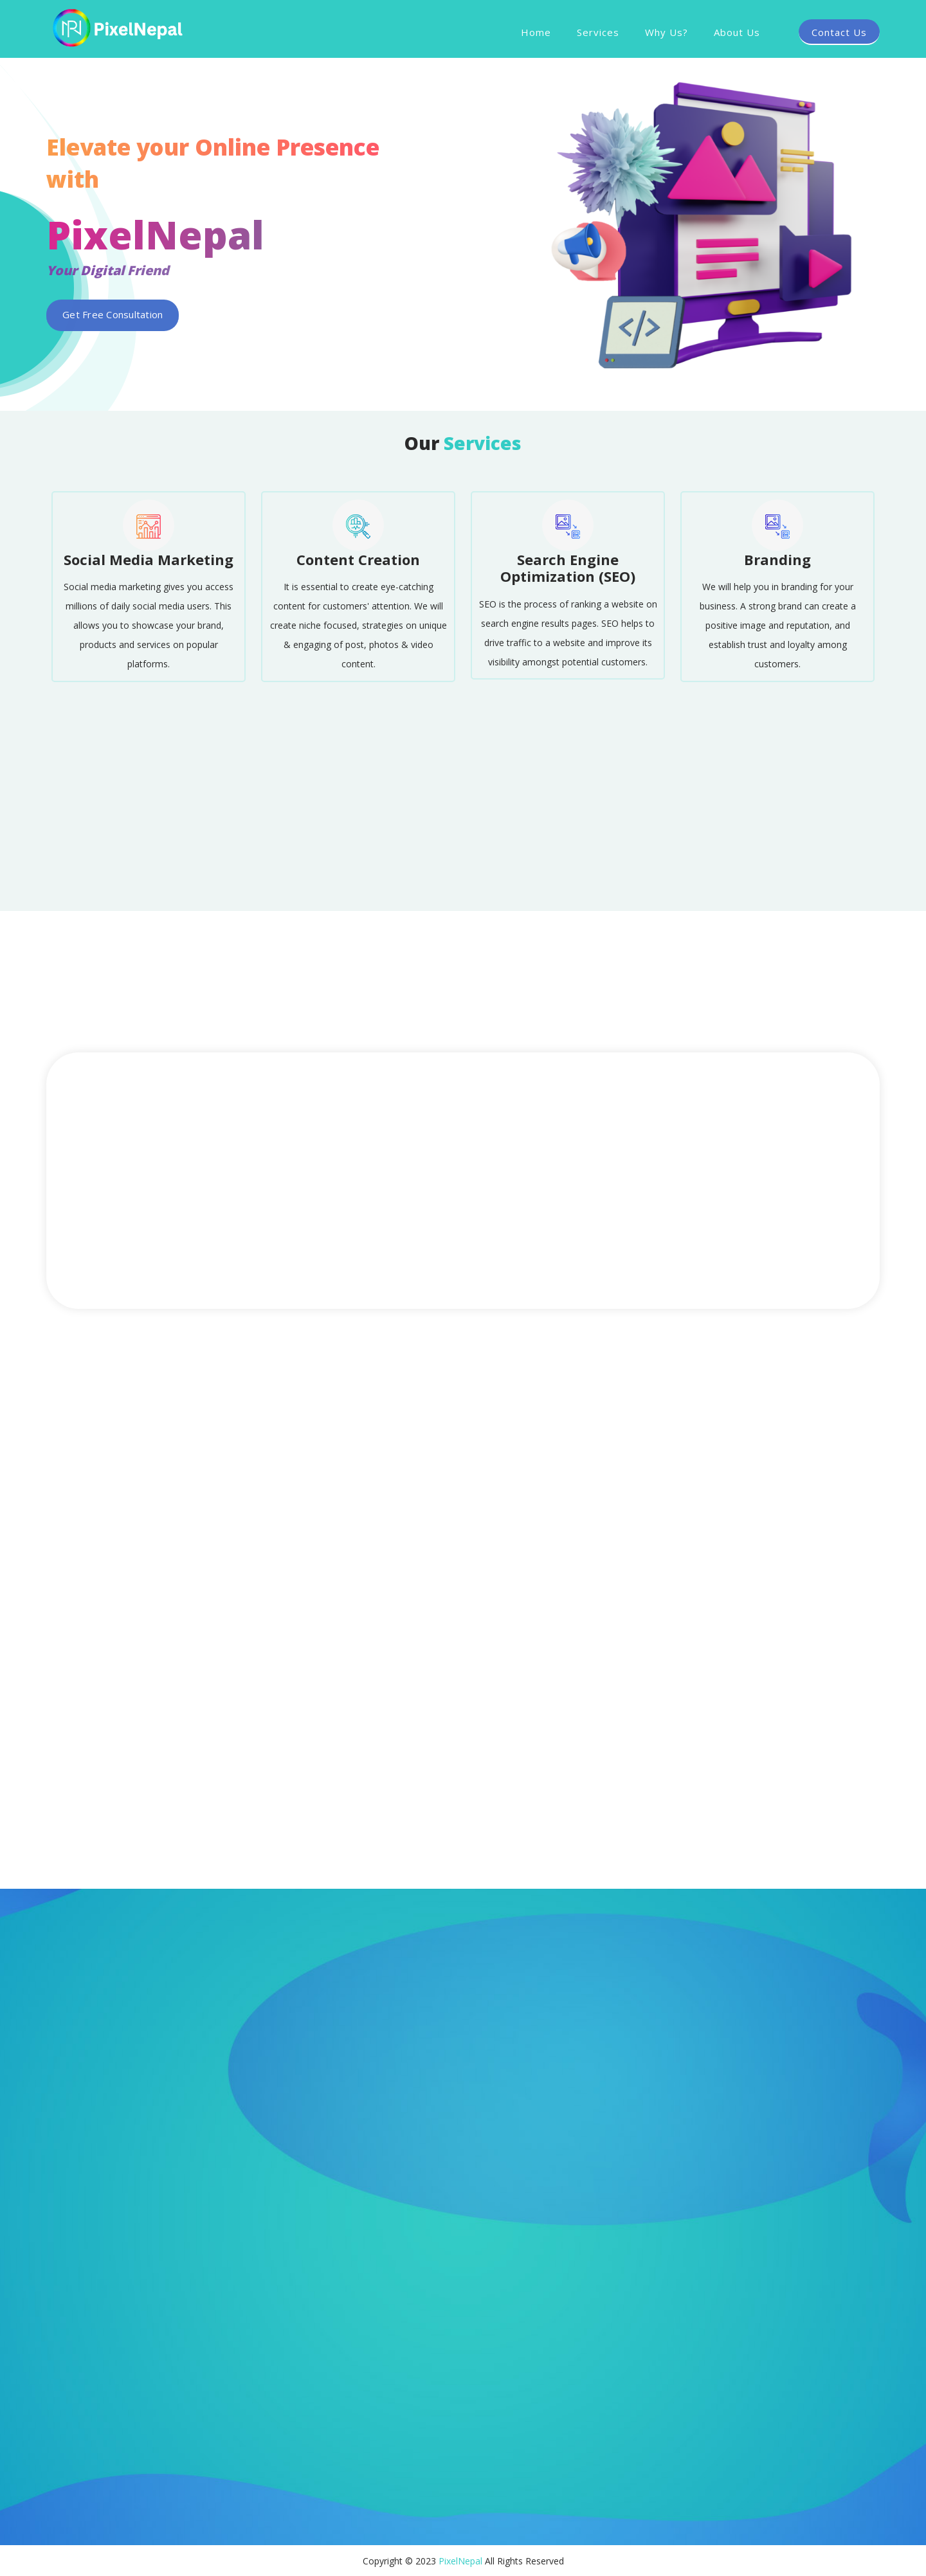 PixelNepal
Home
Services
Why Us?
About Us
Contact Us
Elevate your Online Presence
with
PixelNepal
Your Digital Friend
Get Free Consultation
Our Services
Social Media Marketing
Social media marketing gives you access
millions of daily social media users. This
allows you to showcase your brand,
products and services on popular
platforms.
Content Creation
It is essential to create eye-catching
content for customers' attention. We will
create niche focused, strategies on unique
& engaging of post, photos & video
content.
Search Engine
Optimization (SEO)
SEO is the process of ranking a website on
search engine results pages. SEO helps to
drive traffic to a website and improve its
visibility amongst potential customers.
Branding
We will help you in branding for your
business. A strong brand can create a
positive image and reputation, and
establish trust and loyalty among
customers.
Copyright © 2023 PixelNepal All Rights Reserved